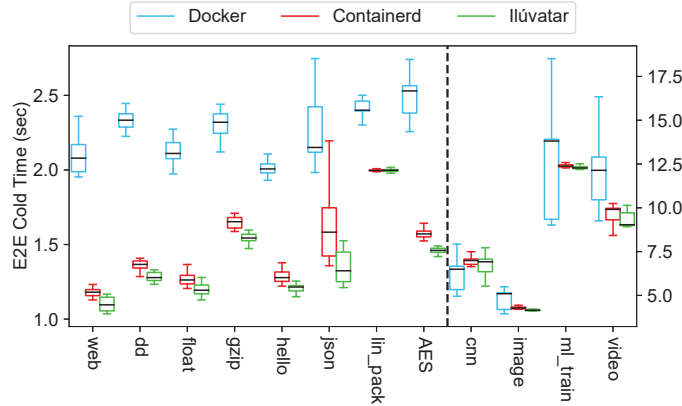 Docker Containerd Ilúvatar
E2E Cold Time (sec)
2.5
2.0
1.5
1.0
17.5
15.0
12.5
10.0
7.5
5.0
web
dd
float
gzip
hello
json
lin_pack
AES
cnn
image
ml_train
video